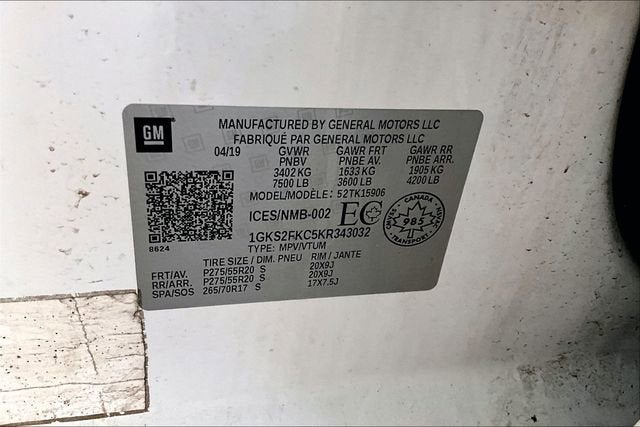 GM
MANUFACTURED BY GENERAL MOTORS LLC
FABRIQUÉ PAR GENERAL MOTORS LLC
04/19 GVWR GAWR FRT GAWR RR
PNBV PNBE AV. PNBE ARR.
3402 KG 1633 KG 1905 KG
7500 LB 3600 LB 4200 LB
MODEL/MODÈLE: 52TK15906
ICES/NMB-002 EC
CANADA
CMVSS 985 NSVAC
TRANSPORT
1GKS2FKC5KR343032
8624
TYPE: MPV/VTUM
TIRE SIZE / DIM. PNEU RIM / JANTE
FRT/AV. P275/55R20 S 20X9J
RR/ARR. P275/55R20 S 20X9J
SPA/SOS 265/70R17 S 17X7.5J